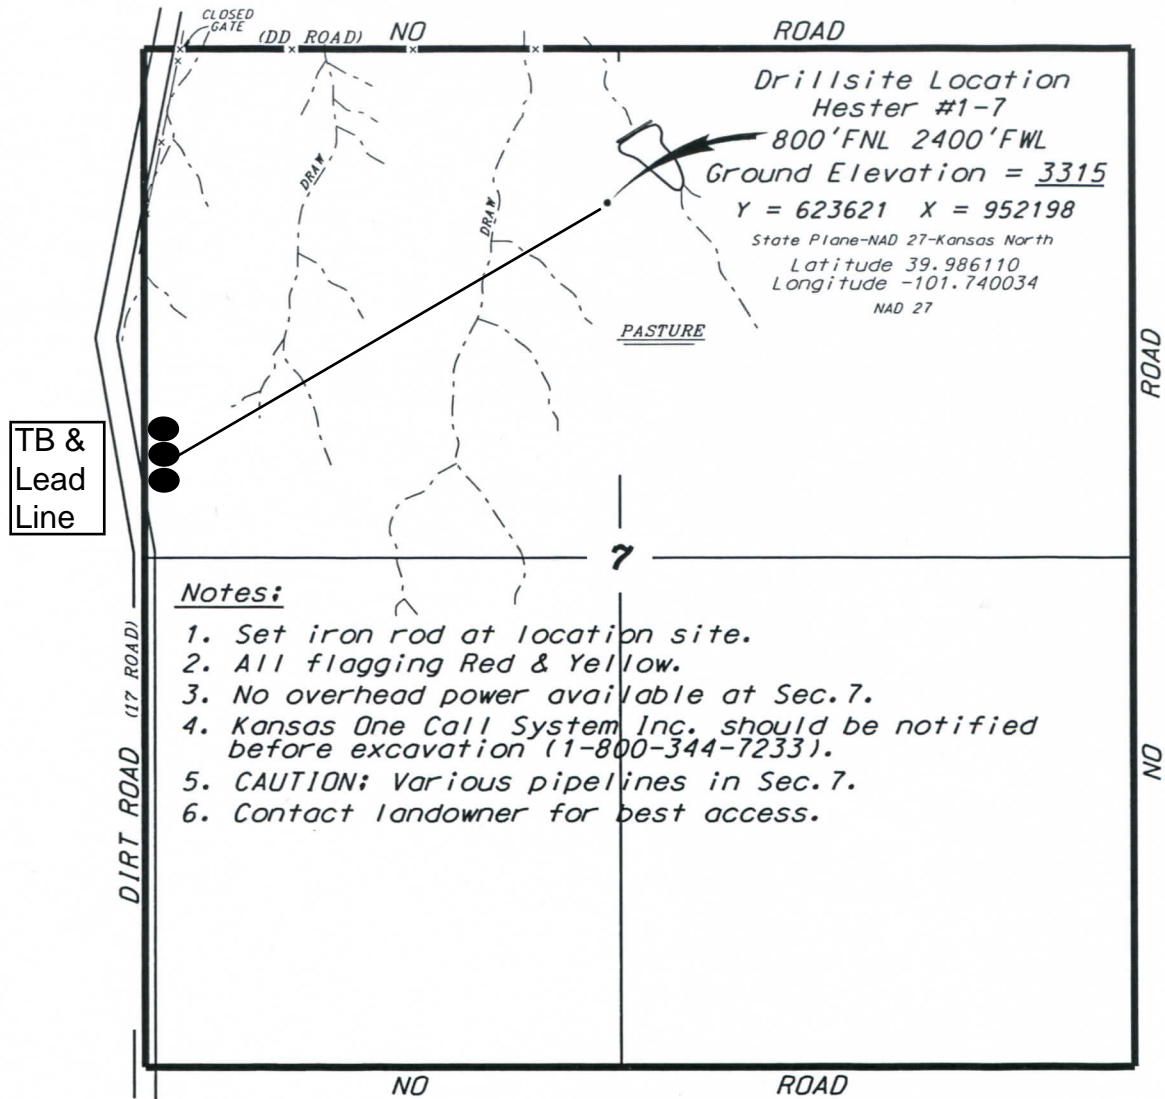 CLOSED
GATE
(DD ROAD)
NO
ROAD
Drillsite Location
Hester #1-7
800'FNL 2400'FWL
Ground Elevation = 3315
Y = 623621 X = 952198
State Plane-NAD 27-Kansas North
Latitude 39.986110
Longitude -101.740034
NAD 27
DRAW
DRAW
PASTURE
ROAD
TB &
Lead
Line
7
Notes:
1. Set iron rod at location site.
2. All flagging Red & Yellow.
3. No overhead power available at Sec.7.
4. Kansas One Call System Inc. should be notified
before excavation (1-800-344-7233).
5. CAUTION: Various pipelines in Sec.7.
6. Contact landowner for best access.
DIRT ROAD (17 ROAD)
NO
NO
ROAD